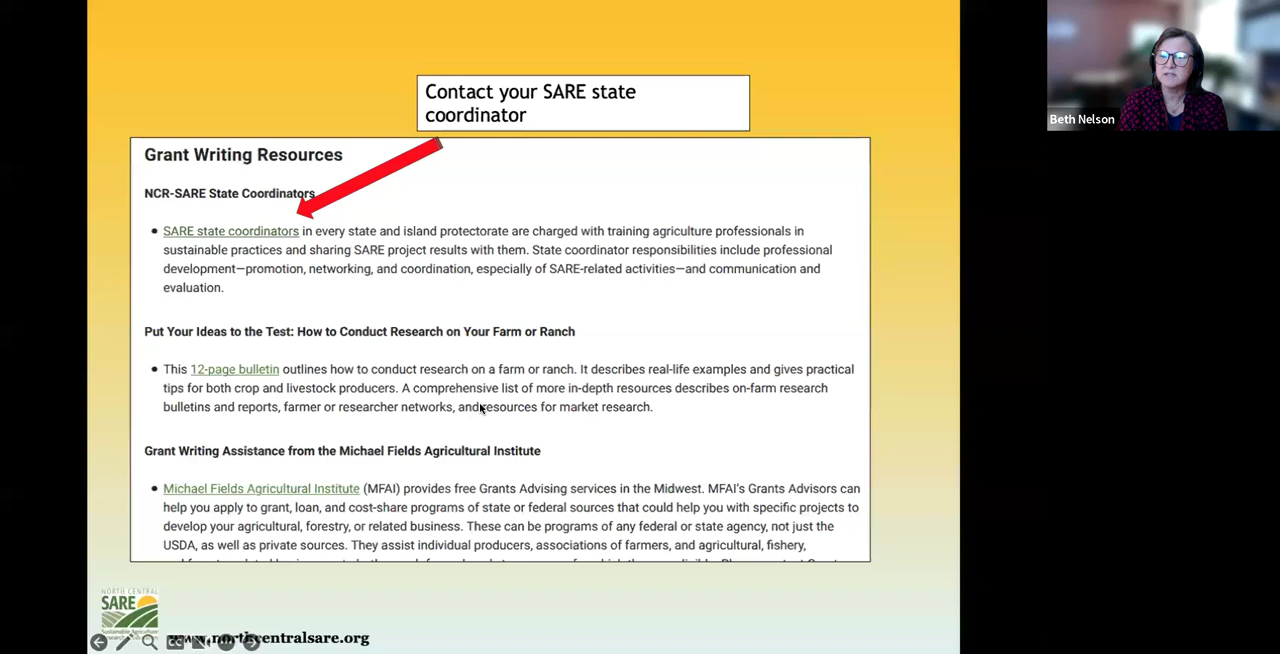 Contact your SARE state
coordinator
Beth Nelson
Grant Writing Resources
NCR-SARE State Coordinators
SARE state coordinators in every state and island protectorate are charged with training agriculture professionals in
sustainable practices and sharing SARE project results with them. State coordinator responsibilities include professional
development—promotion, networking, and coordination, especially of SARE-related activities—and communication and
evaluation.
Put Your Ideas to the Test: How to Conduct Research on Your Farm or Ranch
This 12-page bulletin outlines how to conduct research on a farm or ranch. It describes real-life examples and gives practical
tips for both crop and livestock producers. A comprehensive list of more in-depth resources describes on-farm research
bulletins and reports, farmer or researcher networks, and resources for market research.
Grant Writing Assistance from the Michael Fields Agricultural Institute
Michael Fields Agricultural Institute (MFAI) provides free Grants Advising services in the Midwest. MFAI's Grants Advisors can
help you apply to grant, loan, and cost-share programs of state or federal sources that could help you with specific projects to
develop your agricultural, forestry, or related business. These can be programs of any federal or state agency, not just the
USDA, as well as private sources. They assist individual producers, associations of farmers, and agricultural, fishery,
NORTH CENTRAL
SARE
Sustainable Agriculture
www.northcentralsare.org